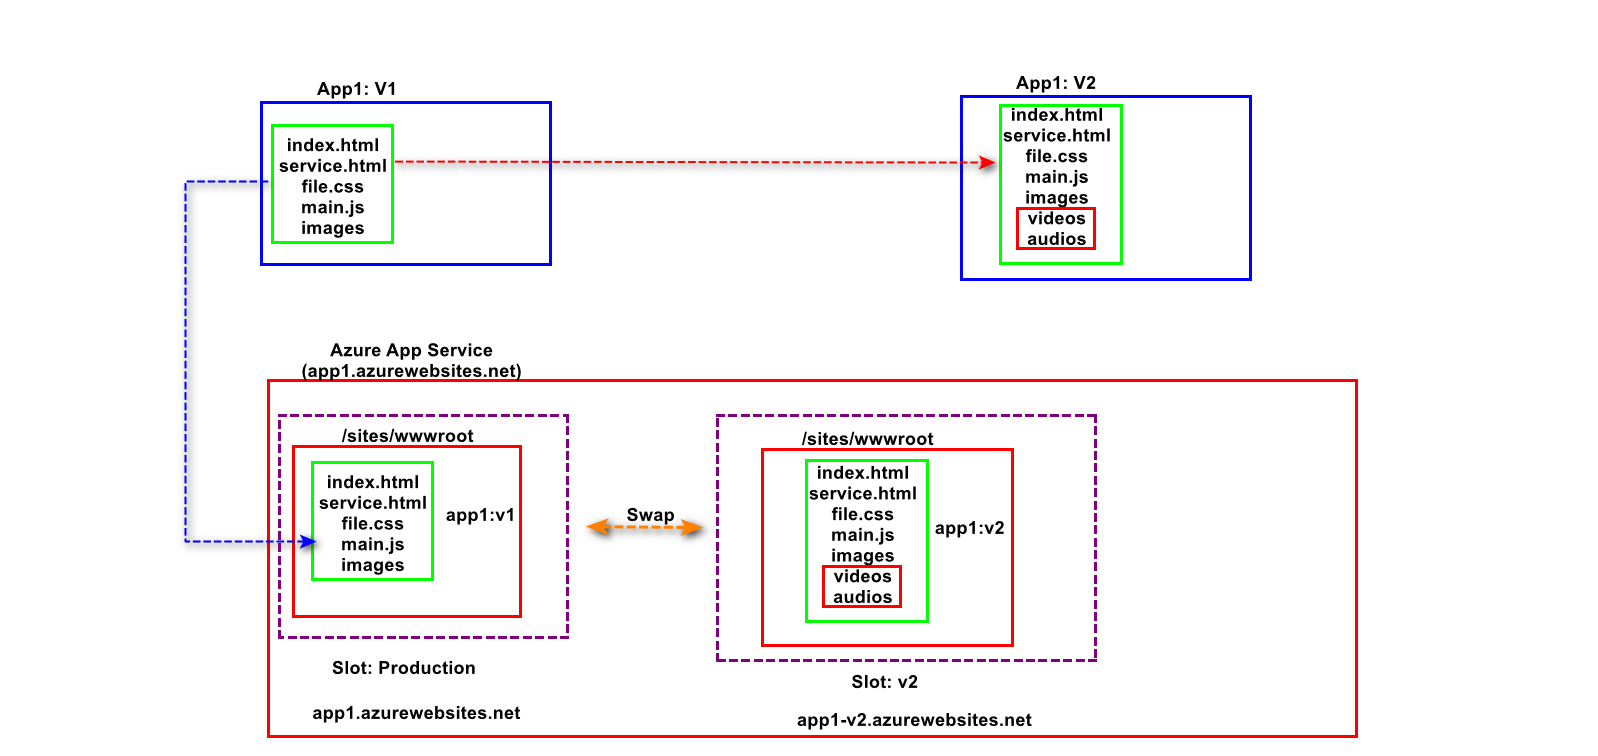 App1: V1
index.html
service.html
file.css
main.js
images
App1: V2
index.html
service.html
file.css
main.js
images
videos
audios
Azure App Service
(app1.azurewebsites.net)
/sites/wwwroot
index.html
service.html
file.css
main.js
images
app1:v1
Slot: Production
app1.azurewebsites.net
Swap
/sites/wwwroot
index.html
service.html
file.css
main.js
images
videos
audios
app1:v2
Slot: v2
app1-v2.azurewebsites.net